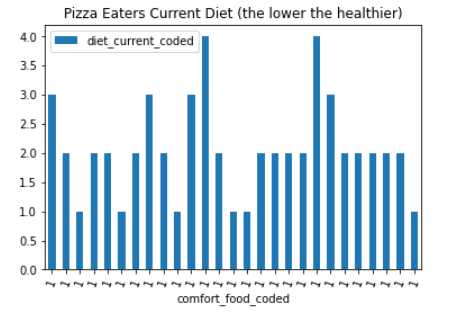 Pizza Eaters Current Diet (the lower the healthier)
diet_current_coded
4.0
3.5
3.0
2.5
2.0
1.5
1.0
0.5
0.0
1 1 1 1 1 1 1 1 1 1 1 1 1 1 1 1 1 1 1 1 1 1 1 1 1 1 1
comfort_food_coded